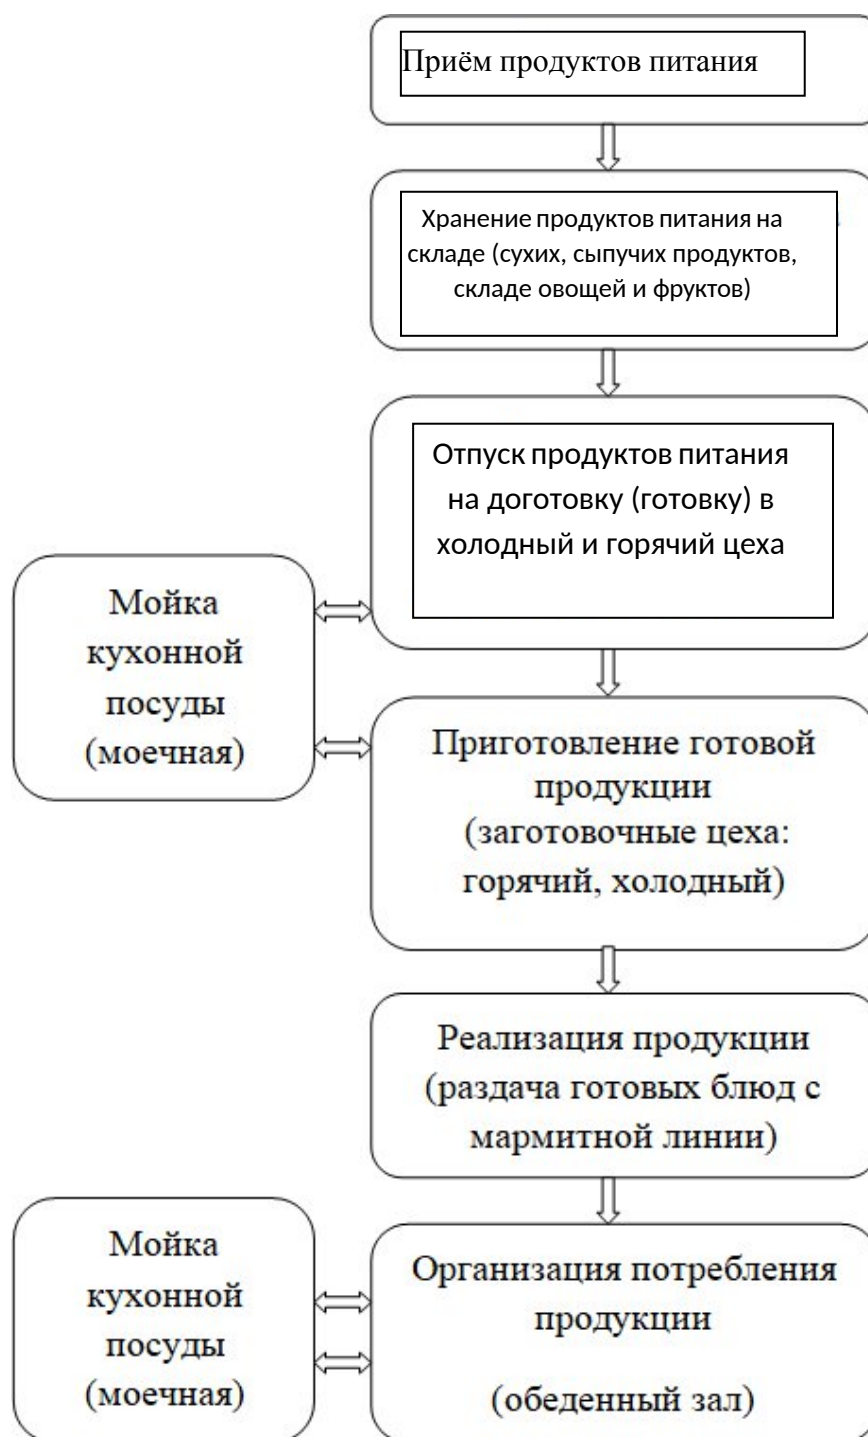 Приём продуктов питания
Хранение продуктов питания на
складе (сухих, сыпучих продуктов,
складе овощей и фруктов)
Отпуск продуктов питания
на доготовку (готовку) в
холодный и горячий цеха
Мойка
кухонной
посуды
(моечная)
Приготовление готовой
продукции
(заготовочные цеха:
горячий, холодный)
Реализация продукции
(раздача готовых блюд с
мармитной линии)
Мойка
кухонной
посуды
(моечная)
Организация потребления
продукции
(обеденный зал)